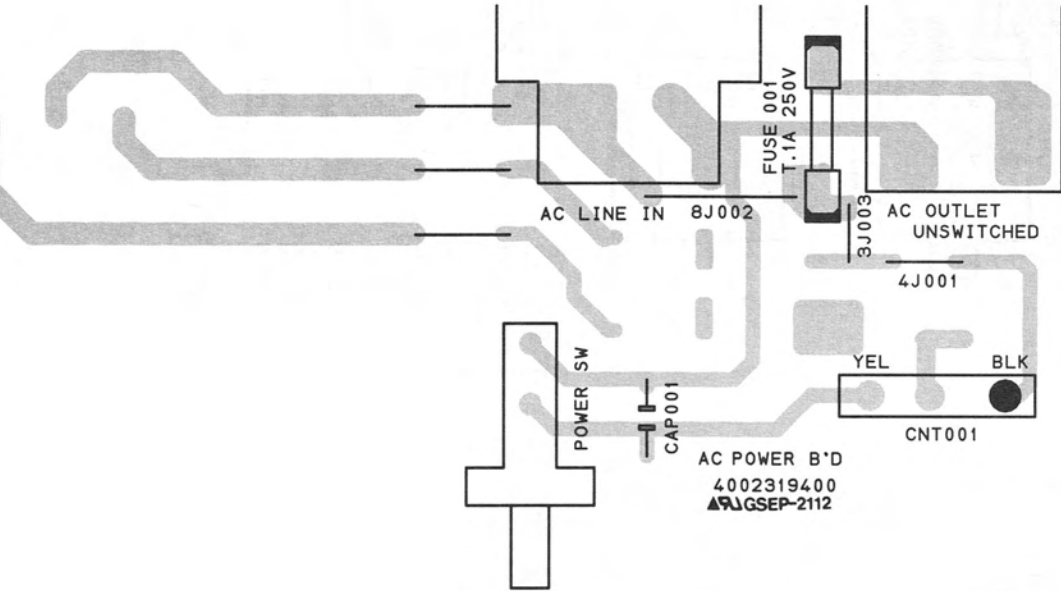 FUSE 001
T.1A 250V
AC LINE IN
8J002
3J003
AC OUTLET
UNSWITCHED
4J001
YEL
BLK
POWER SW
CAP001
CNT001
AC POWER B'D
4002319400
GSEP-2112